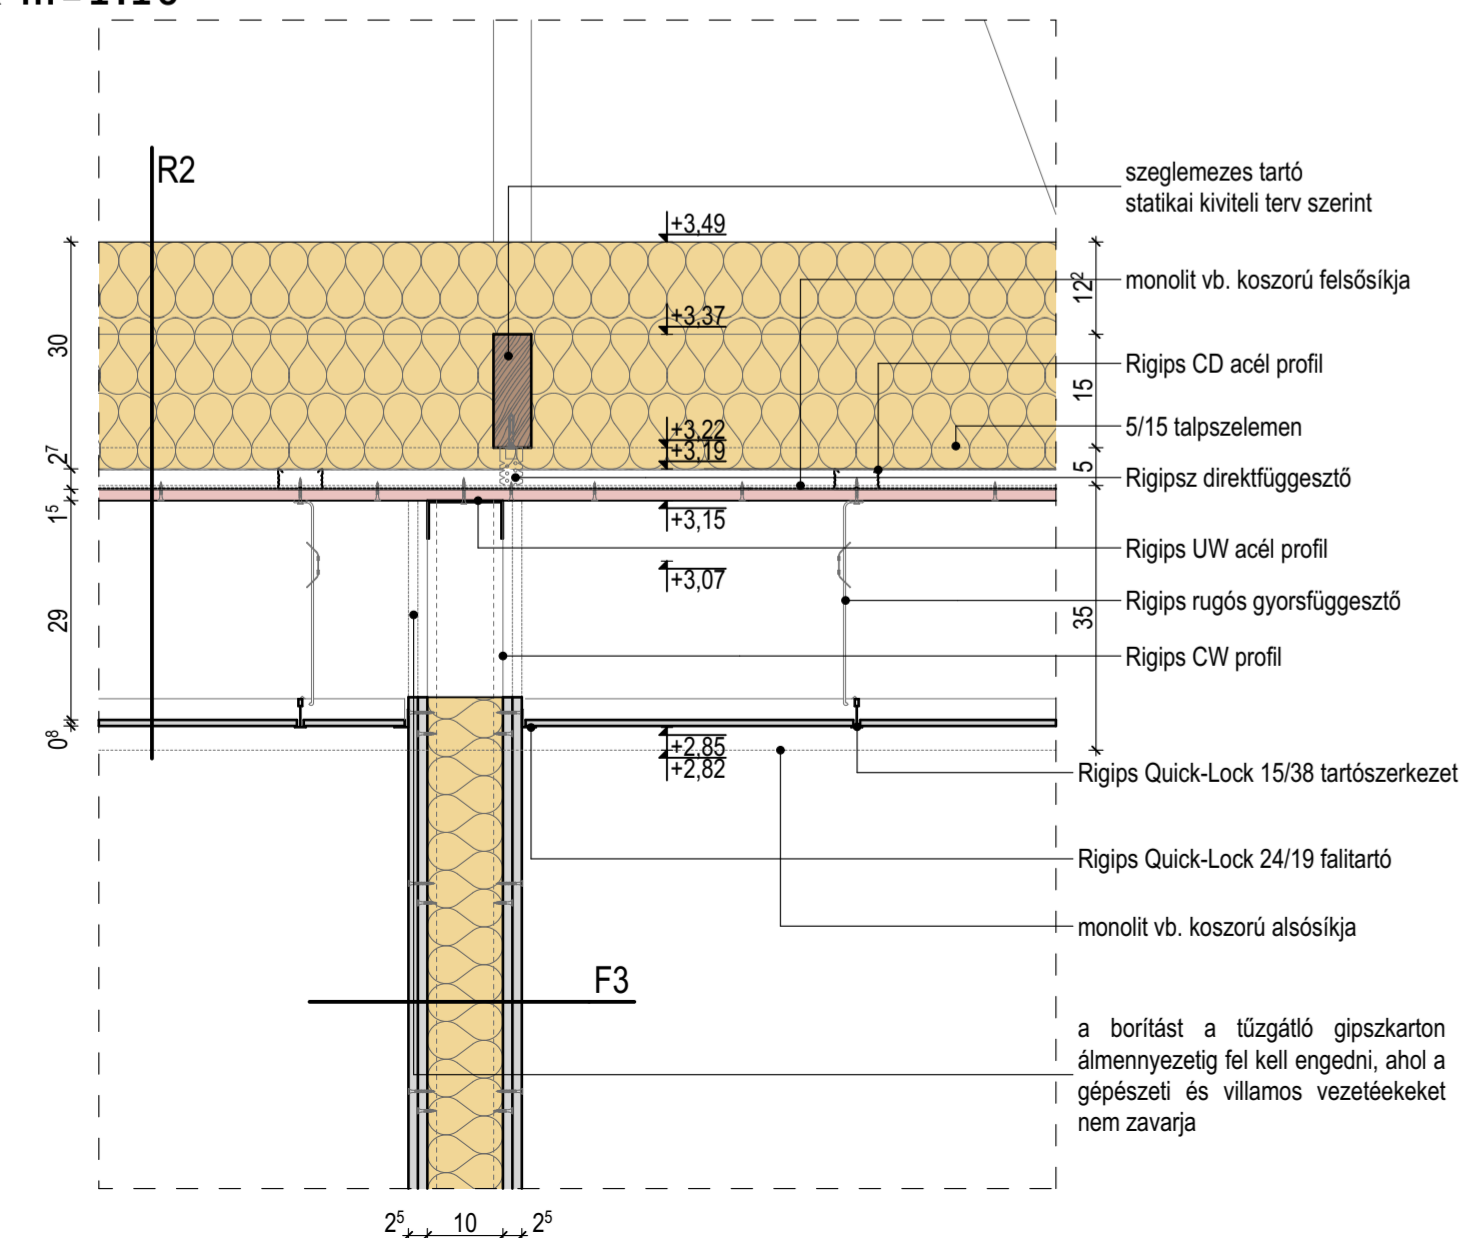 R2
szeglemezes tartó
statikai kiviteli terv szerint
+3,49
monolit vb. koszorú felsősíkja
12²
+3,37
30
Rigips CD acél profil
15
5/15 talpszelemen
+3,22
+3,19
2⁷
5
Rigipsz direktfüggesztő
1⁵
+3,15
Rigips UW acél profil
+3,07
Rigips rugós gyorsfüggesztő
29
35
Rigips CW profil
0⁸
+2,85
+2,82
Rigips Quick-Lock 15/38 tartószerkezet
Rigips Quick-Lock 24/19 falitartó
monolit vb. koszorú alsósíkja
F3
a borítást a tűzgátló gipszkarton
álmennyezetig fel kell engedni, ahol a
gépészeti és villamos vezetéekeket
nem zavarja
2⁵ 10 2⁵